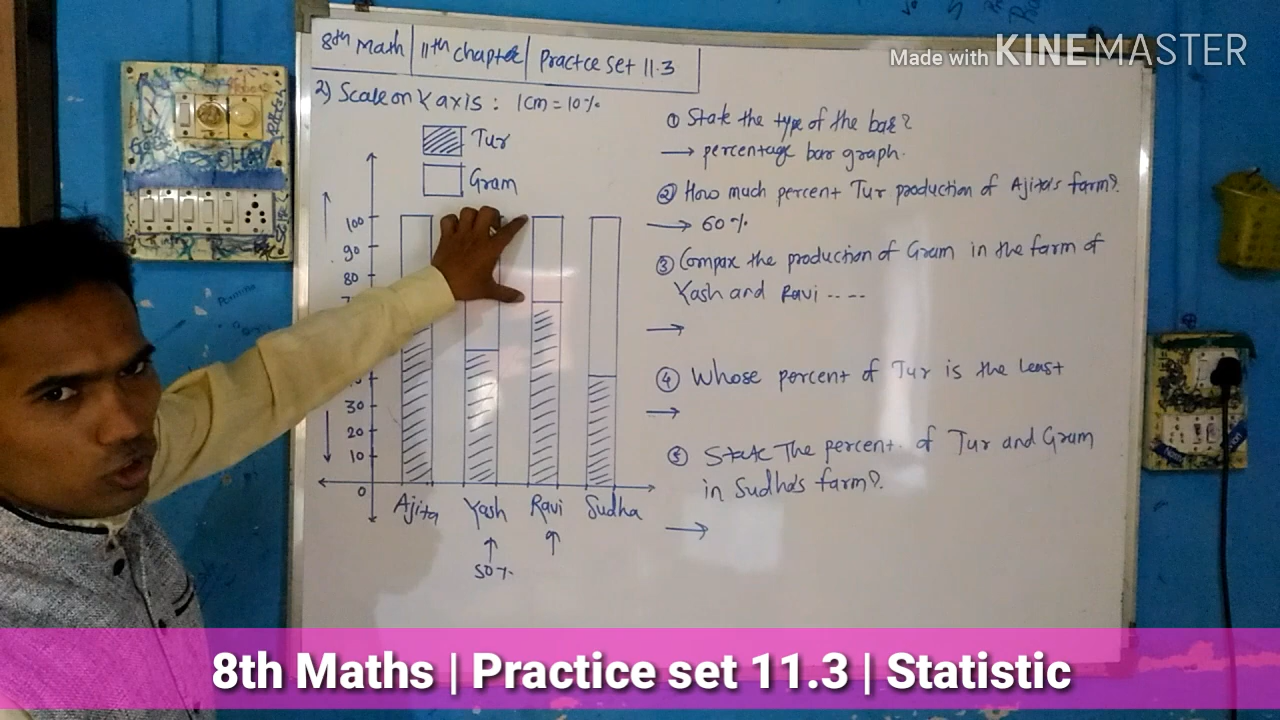 Made with KINEMASTER
8th Math | 11th chapter | Practce set 11.3
2) Scale on Y axis : 1cm = 10%
Tur
Gram
100
90
80
30
20
10
0
Ajita Yash Ravi Sudha
50%
① State the type of the bar?
→ percentage bar graph.
② How much percent Tur production of Ajita's farm?
→ 60%
③ Compare the production of Gram in the farm of
Yash and Ravi ----
→
④ Whose percent of Tur is the least
→
⑤ State The percent. of Tur and Gram
in Sudha's farm?
→
8th Maths | Practice set 11.3 | Statistic